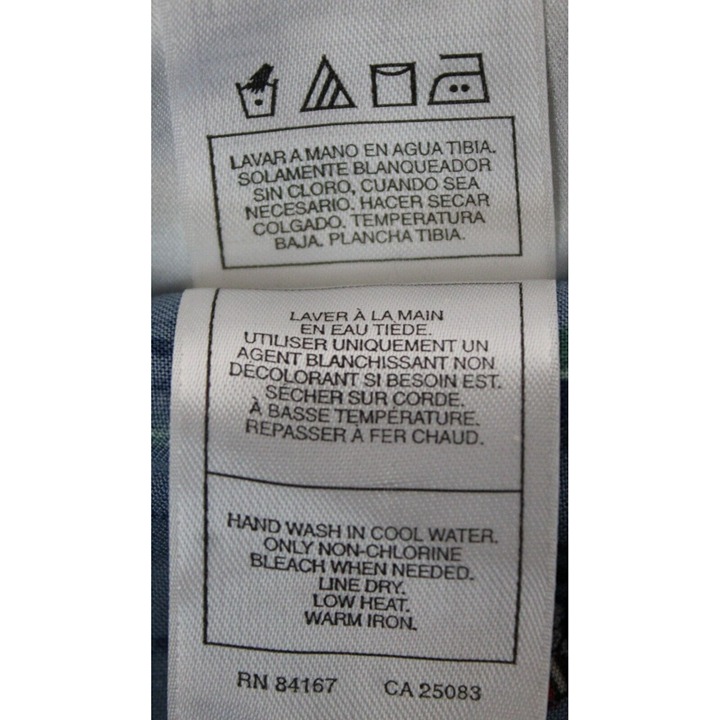 LAVAR A MANO EN AGUA TIBIA.
SOLAMENTE BLANQUEADOR
SIN CLORO, CUANDO SEA
NECESARIO. HACER SECAR
COLGADO. TEMPERATURA
BAJA. PLANCHA TIBIA.
LAVER À LA MAIN
EN EAU TIÈDE.
UTILISER UNIQUEMENT UN
AGENT BLANCHISSANT NON
DÉCOLORANT SI BESOIN EST.
SÉCHER SUR CORDE.
À BASSE TEMPÉRATURE.
REPASSER À FER CHAUD.
HAND WASH IN COOL WATER.
ONLY NON-CHLORINE
BLEACH WHEN NEEDED.
LINE DRY.
LOW HEAT.
WARM IRON.
RN 84167 CA 25083